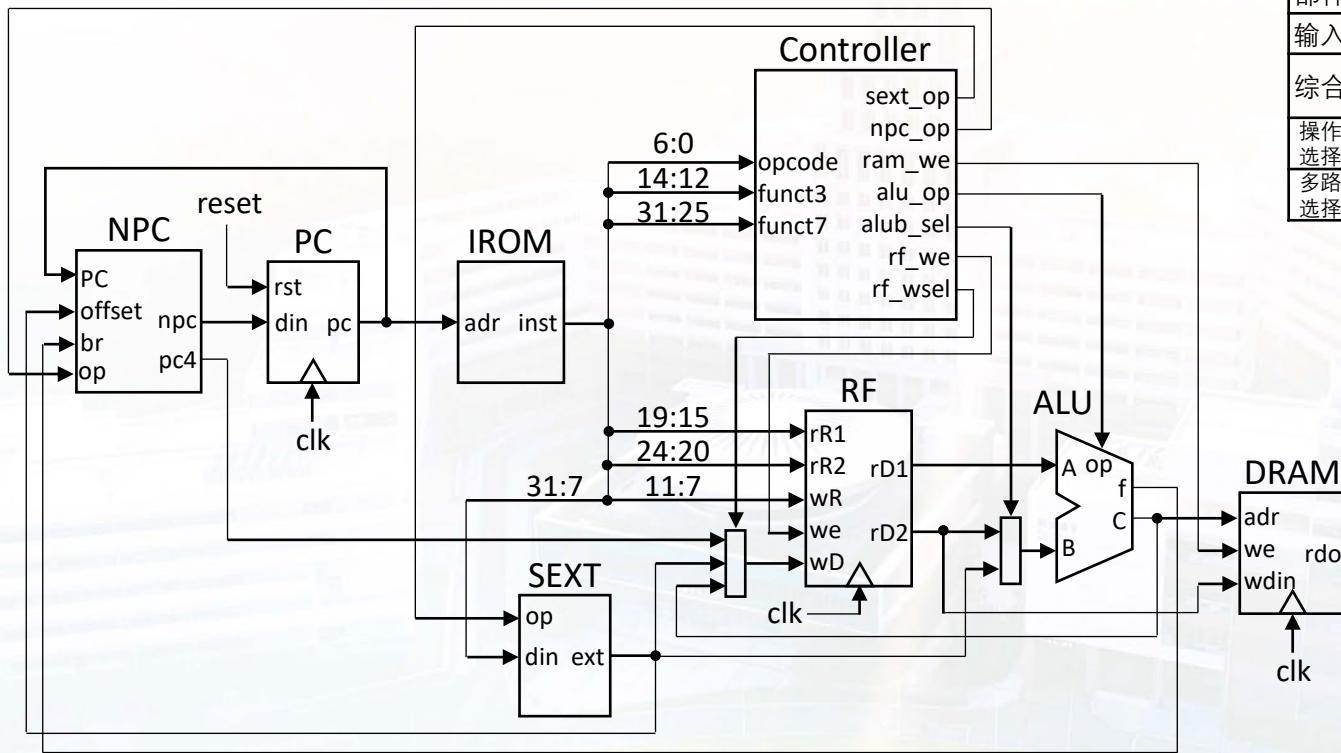 部件
输入
综合
操作
选择
多路
选择
Controller
sext_op
npc_op
ram_we
alu_op
alub_sel
rf_we
rf_wsel
opcode
funct3
funct7
6:0
14:12
31:25
reset
NPC
PC
offset
br
op
npc
pc4
PC
rst
din pc
clk
IROM
adr inst
19:15
24:20
31:7
11:7
RF
rR1
rR2
wR
we
wD
rD1
rD2
clk
SEXT
op
din ext
ALU
A op
f
C
B
DRAM
adr
we
wdin
rdo
clk